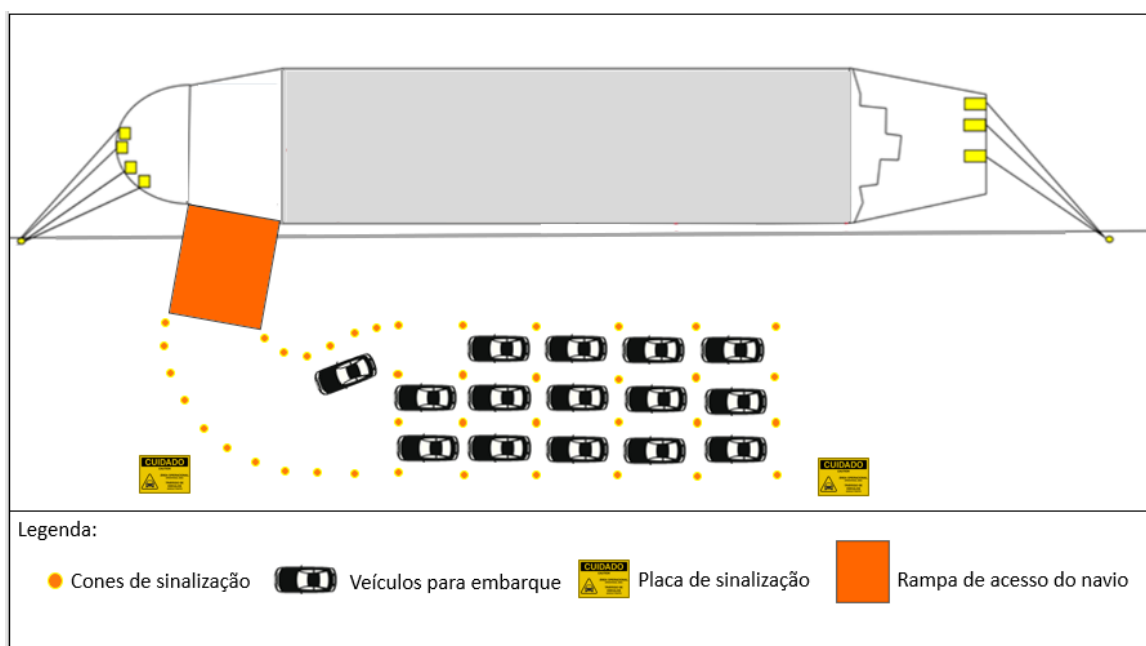 CUIDADO
CUIDADO
Legenda:
Cones de sinalização
Veículos para embarque
CUIDADO
Placa de sinalização
Rampa de acesso do navio